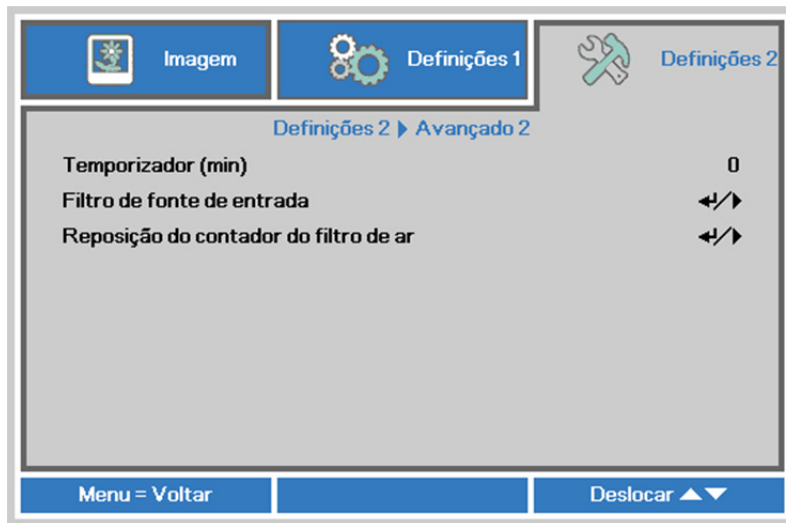 Imagem
Definições 1
Definições 2
Definições 2 ▶ Avançado 2
Temporizador (min) 0
Filtro de fonte de entrada ↵/▶
Reposição do contador do filtro de ar ↵/▶
Menu = Voltar
Deslocar ▲▼